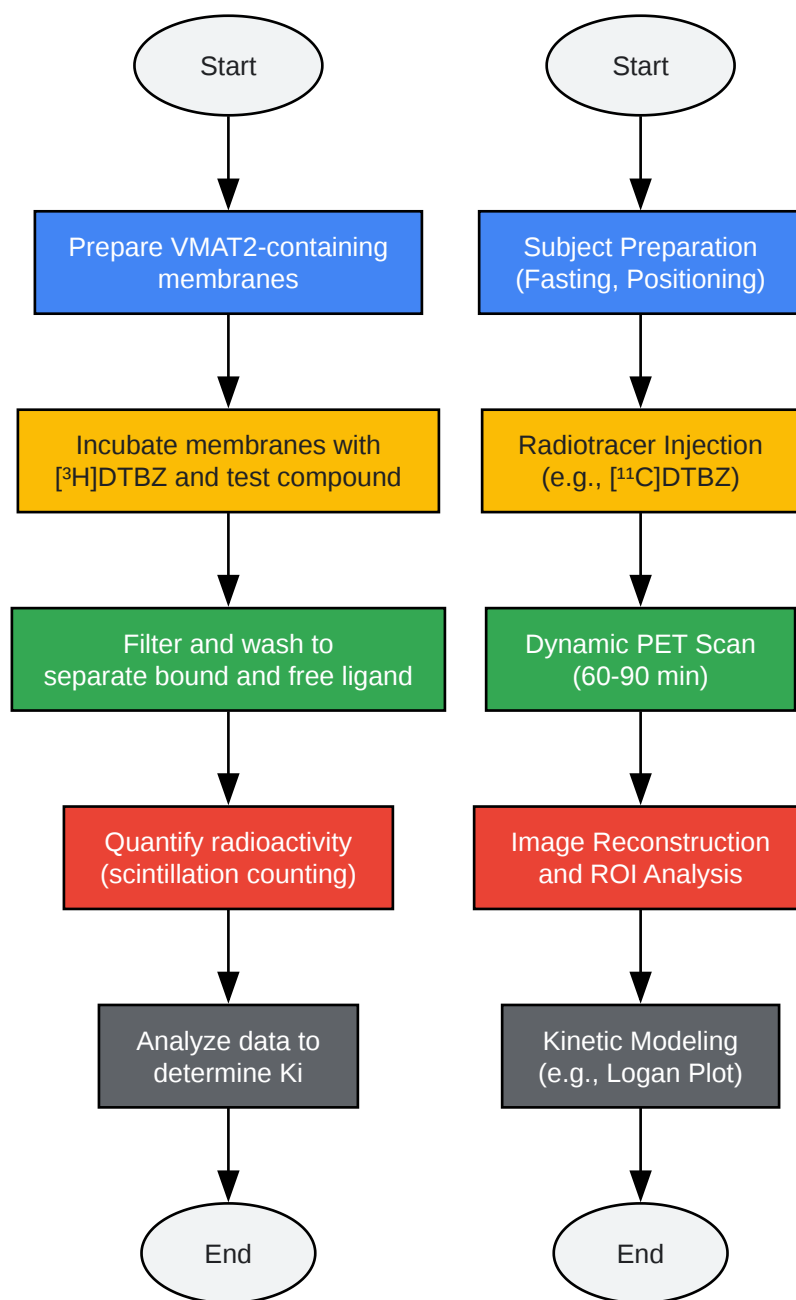 Start
Prepare VMAT2-containing
membranes
Incubate membranes with
[³H]DTBZ and test compound
Filter and wash to
separate bound and free ligand
Quantify radioactivity
(scintillation counting)
Analyze data to
determine Ki
End
Start
Subject Preparation
(Fasting, Positioning)
Radiotracer Injection
(e.g., [¹¹C]DTBZ)
Dynamic PET Scan
(60-90 min)
Image Reconstruction
and ROI Analysis
Kinetic Modeling
(e.g., Logan Plot)
End